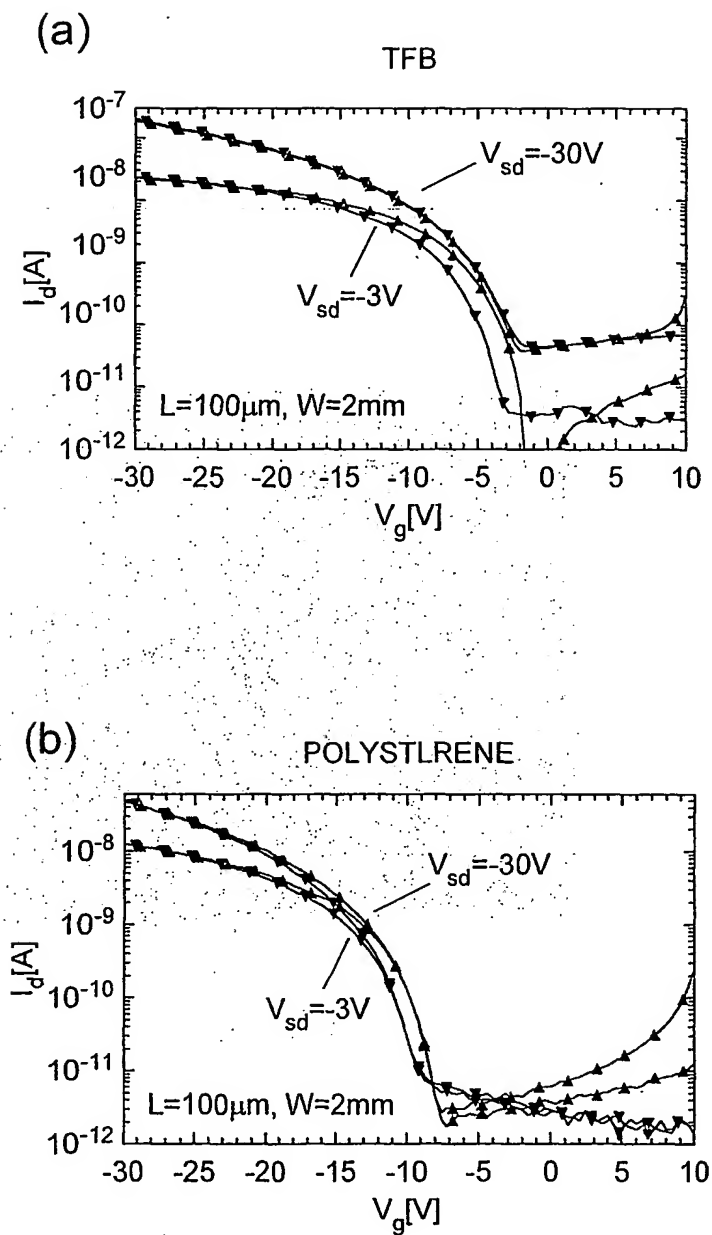 (a)
TFB
10-7
10-8
10-9
10-10
10-11
10-12
Id[A]
Vsd=-30V
Vsd=-3V
L=100μm, W=2mm
-30 -25 -20 -15 -10 -5 0 5 10
Vg[V]
(b)
POLYSTLRENE
10-8
10-9
10-10
10-11
10-12
Id[A]
Vsd=-30V
Vsd=-3V
L=100μm, W=2mm
-30 -25 -20 -15 -10 -5 0 5 10
Vg[V]